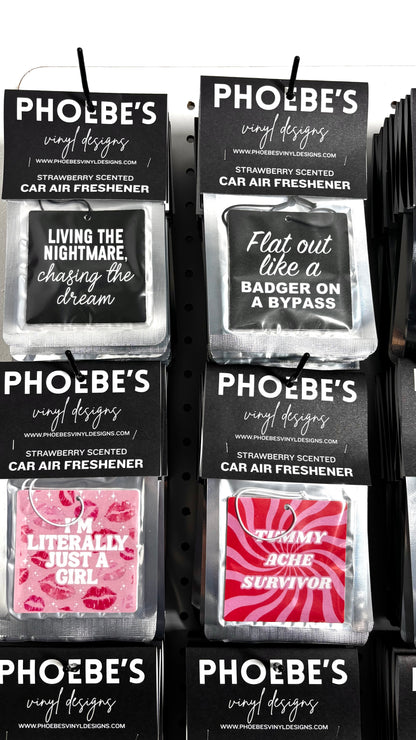 PHOEBE'S
vinyl designs
WWW.PHOEBESVINYLDESIGNS.COM
STRAWBERRY SCENTED
CAR AIR FRESHENER
LIVING THE
NIGHTMARE,
chasing the
dream
PHOEBE'S
vinyl designs
WWW.PHOEBESVINYLDESIGNS.COM
STRAWBERRY SCENTED
CAR AIR FRESHENER
Flat out
like a
BADGER ON
A BYPASS
PHOEBE'S
vinyl designs
WWW.PHOEBESVINYLDESIGNS.COM
STRAWBERRY SCENTED
CAR AIR FRESHENER
I'M
LITERALLY
JUST A
GIRL
PHOEBE'S
vinyl designs
WWW.PHOEBESVINYLDESIGNS.COM
STRAWBERRY SCENTED
CAR AIR FRESHENER
TUMMY
ACHE
SURVIVOR
PHOEBE'S
vinyl designs
WWW.PHOEBESVINYLDESIGNS.COM
PHOEBE'S
vinyl designs
WWW.PHOEBESVINYLDESIGNS.COM